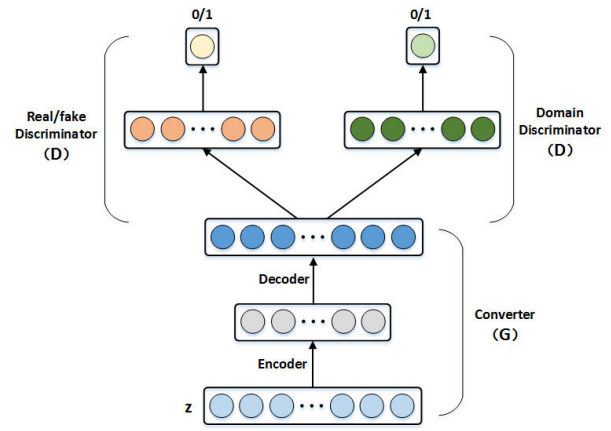 0/1
0/1
Real/fake
Discriminator
(D)
Domain
Discriminator
(D)
Decoder
Converter
(G)
Encoder
z